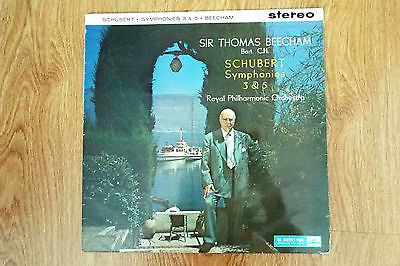 SCHUBERT • SYMPHONIES 3 & 5 • BEECHAM
stereo
SIR THOMAS BEECHAM
Bart. C.H.
SCHUBERT
Symphonies
3 & 5
Royal Philharmonic Orchestra